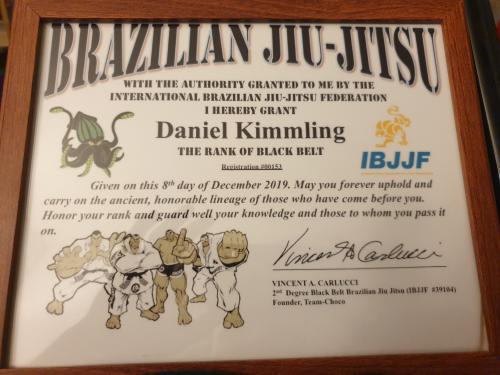 BRAZILIAN JIU-JITSU
WITH THE AUTHORITY GRANTED TO ME BY THE
INTERNATIONAL BRAZILIAN JIU-JITSU FEDERATION
I HEREBY GRANT
Daniel Kimmling
THE RANK OF BLACK BELT
Registration #00153
IBJJF
Given on this 8th day of December 2019. May you forever uphold and
carry on the ancient, honorable lineage of those who have come before you.
Honor your rank and guard well your knowledge and those to whom you pass it
on.
Vincent A Carlucci
VINCENT A. CARLUCCI
2nd Degree Black Belt Brazilian Jiu Jitsu (IBJJF #39104)
Founder, Team-Choco